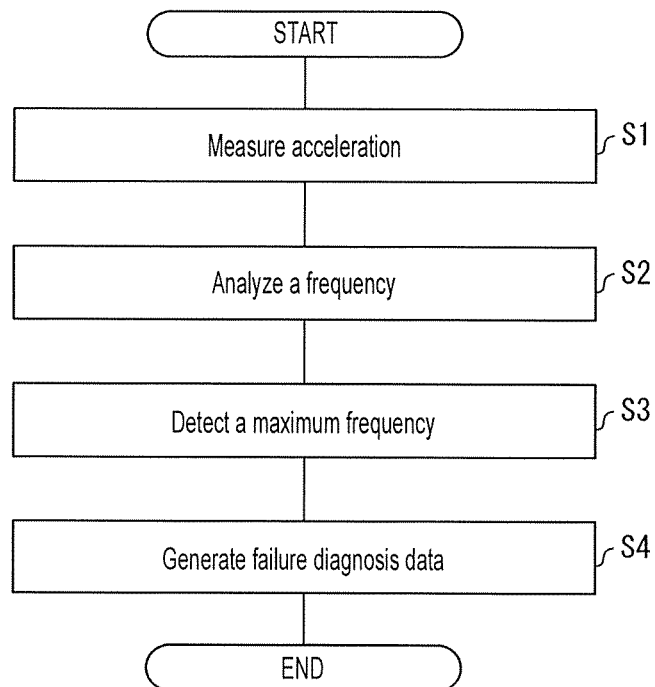 START
Measure acceleration
S1
Analyze a frequency
S2
Detect a maximum frequency
S3
Generate failure diagnosis data
S4
END